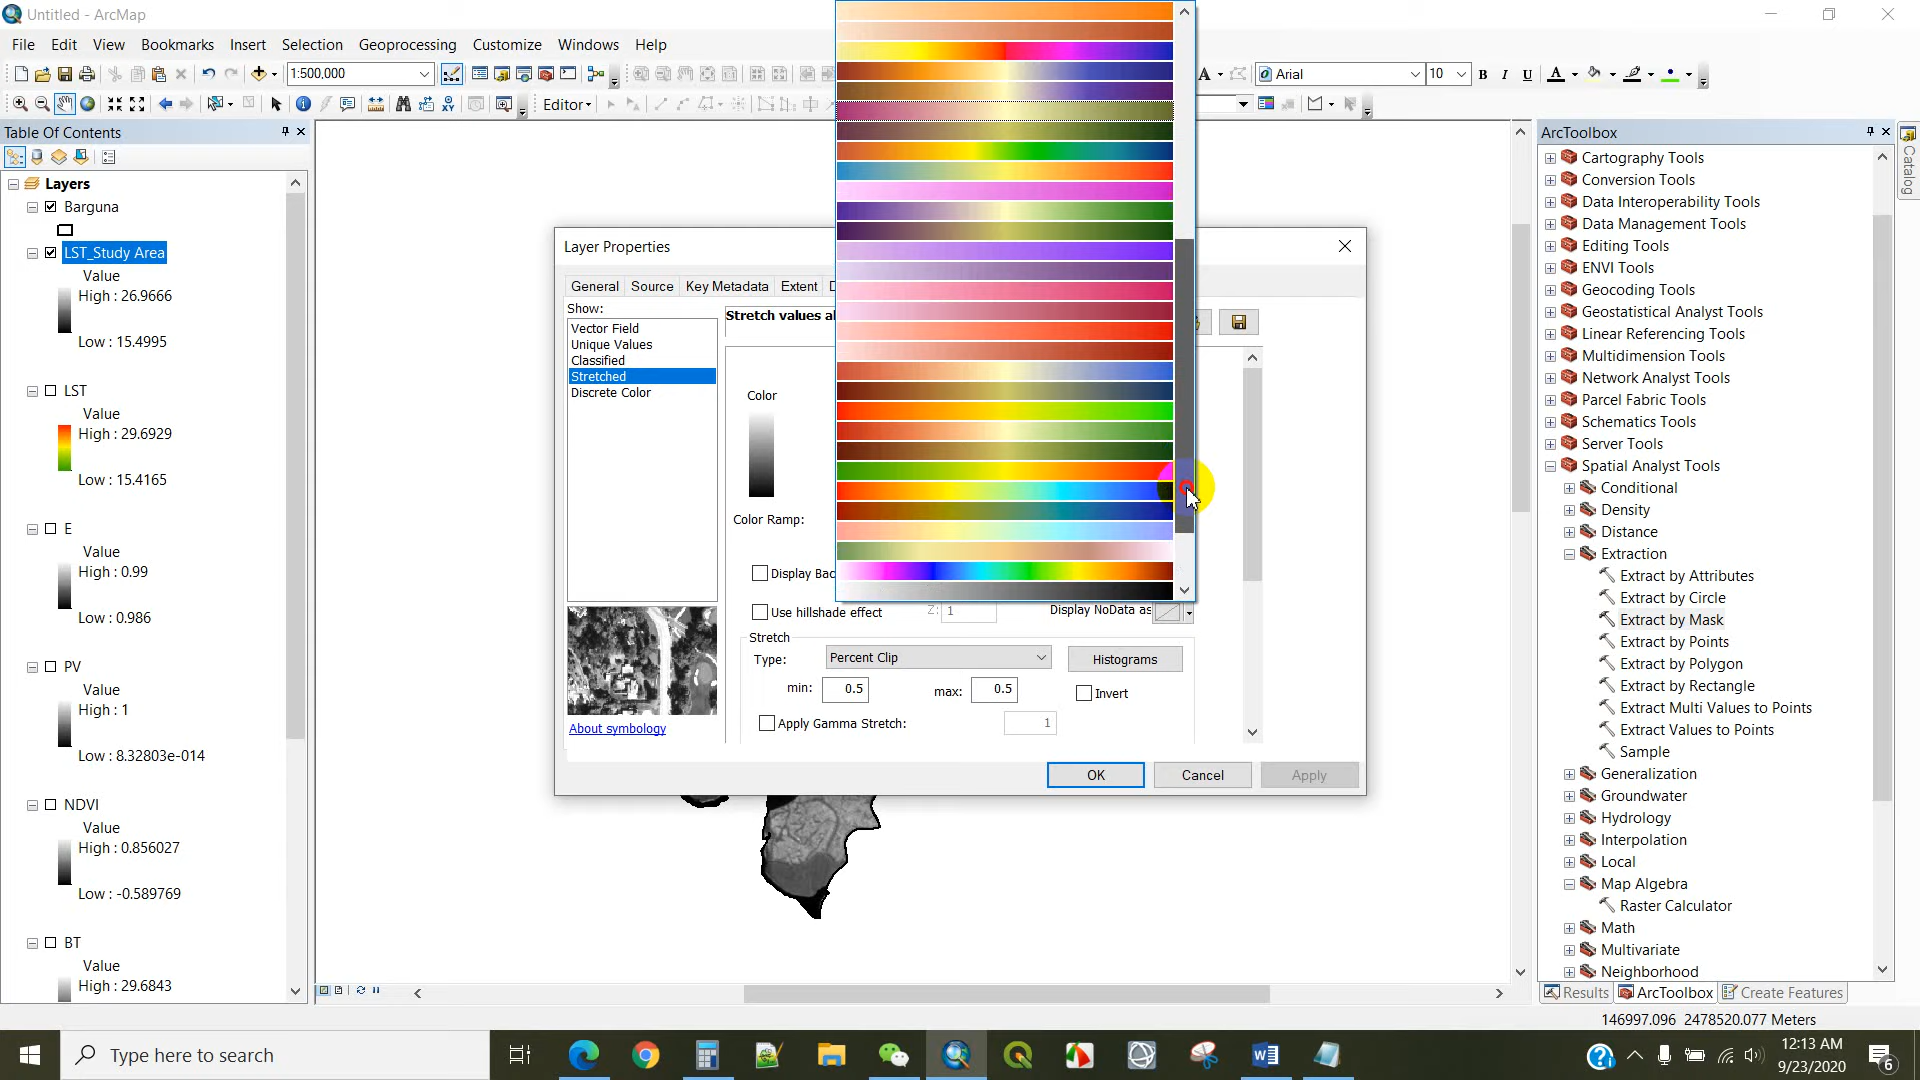 Untitled - ArcMap
File Edit View Bookmarks Insert Selection Geoprocessing Customize Windows Help
1:500,000
Arial 10 B I U A
Editor
Table Of Contents
Layers
Barguna
LST_Study Area
Value
High : 26.9666
Low : 15.4995
LST
Value
High : 29.6929
Low : 15.4165
E
Value
High : 0.99
Low : 0.986
PV
Value
High : 1
Low : 8.32803e-014
NDVI
Value
High : 0.856027
Low : -0.589769
BT
Value
High : 29.6843
Layer Properties
General Source Key Metadata Extent
Show:
Vector Field
Unique Values
Classified
Stretched
Discrete Color
About symbology
Color
Color Ramp:
Use hillshade effect Z: 1 Display NoData as
Stretch
Type: Percent Clip Histograms
min: 0.5 max: 0.5 Invert
Apply Gamma Stretch: 1
OK Cancel Apply
ArcToolbox
Catalog
Cartography Tools
Conversion Tools
Data Interoperability Tools
Data Management Tools
Editing Tools
ENVI Tools
Geocoding Tools
Geostatistical Analyst Tools
Linear Referencing Tools
Multidimension Tools
Network Analyst Tools
Parcel Fabric Tools
Schematics Tools
Server Tools
Spatial Analyst Tools
Conditional
Density
Distance
Extraction
Extract by Attributes
Extract by Circle
Extract by Mask
Extract by Points
Extract by Polygon
Extract by Rectangle
Extract Multi Values to Points
Extract Values to Points
Sample
Generalization
Groundwater
Hydrology
Interpolation
Local
Map Algebra
Raster Calculator
Math
Multivariate
Neighborhood
Results ArcToolbox Create Features
146997.096 2478520.077 Meters
Type here to search
12:13 AM
9/23/2020
6